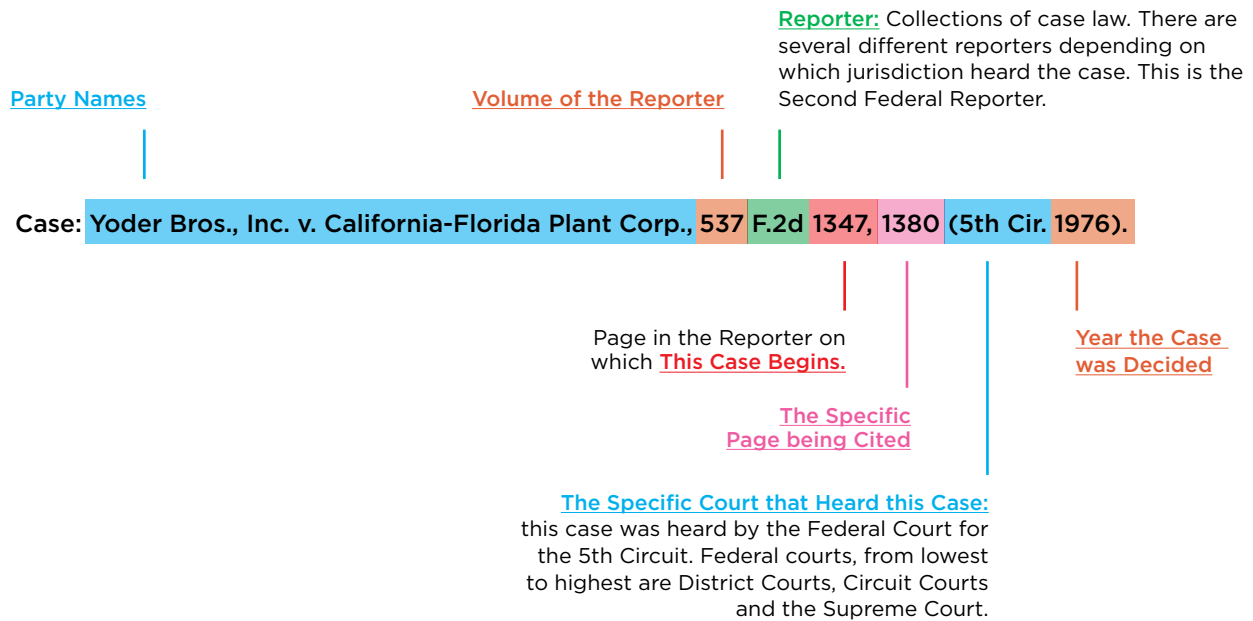 Reporter: Collections of case law. There are
several different reporters depending on
which jurisdiction heard the case. This is the
Second Federal Reporter.
Party Names
Volume of the Reporter
Case: Yoder Bros., Inc. v. California-Florida Plant Corp., 537 F.2d 1347, 1380 (5th Cir. 1976).
Page in the Reporter on
which This Case Begins.
Year the Case
was Decided
The Specific
Page being Cited
The Specific Court that Heard this Case:
this case was heard by the Federal Court for
the 5th Circuit. Federal courts, from lowest
to highest are District Courts, Circuit Courts
and the Supreme Court.